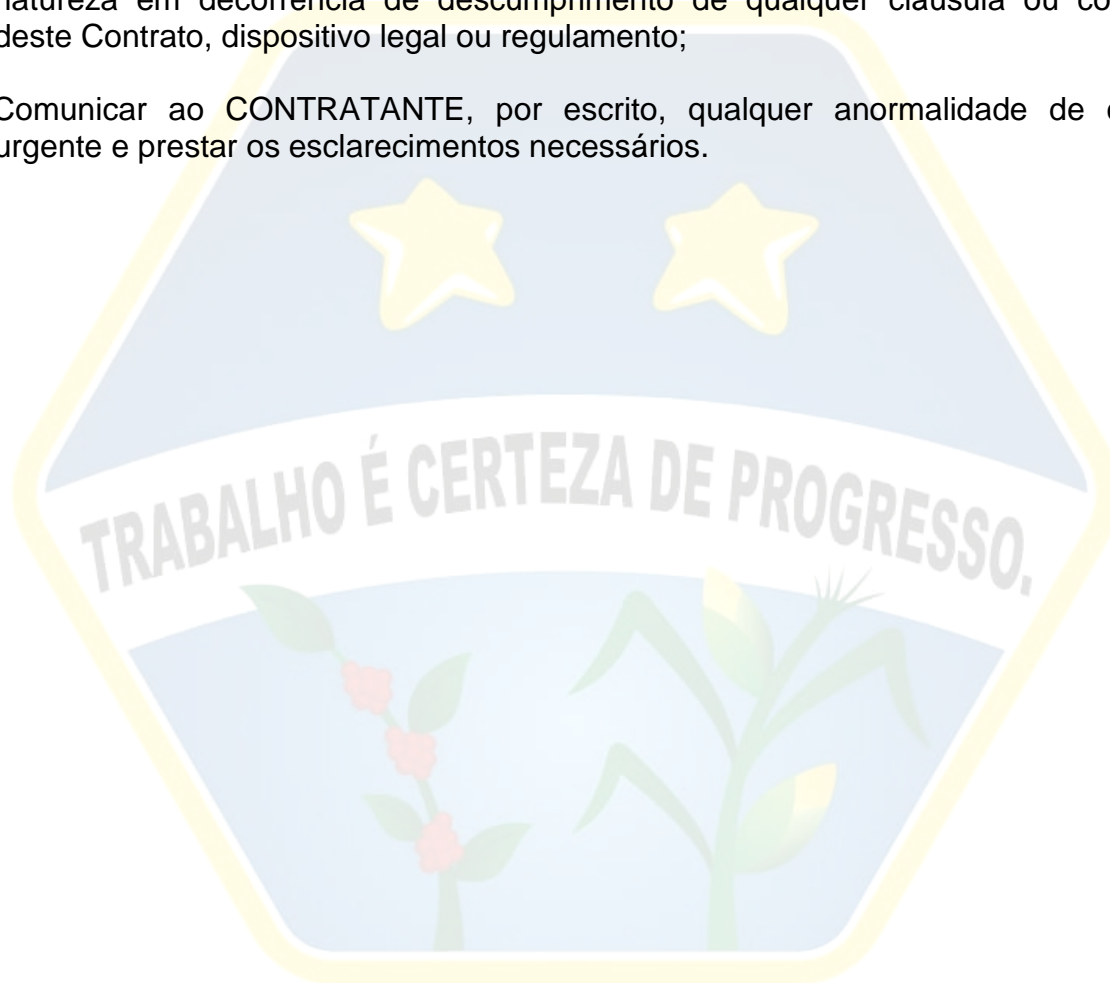 natureza em decorrência de descumprimento de qualquer cláusula ou
deste Contrato, dispositivo legal ou regulamento;
Comunicar ao CONTRATANTE, por escrito, qualquer anormalidade de
urgente e prestar os esclarecimentos necessários.
TRABALHO É CERTEZA DE PROGRESSO.